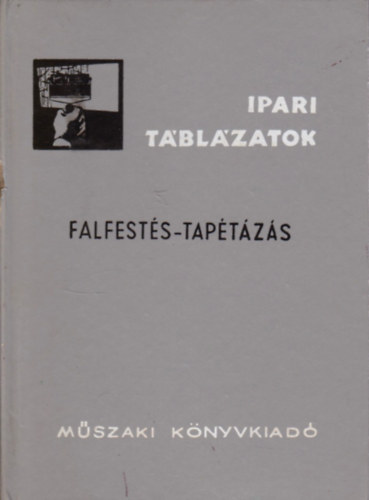 IPARI
TÁBLÁZATOK
FALFESTÉS-TAPÉTÁZÁS
MŰSZAKI KÖNYVKIADÓ